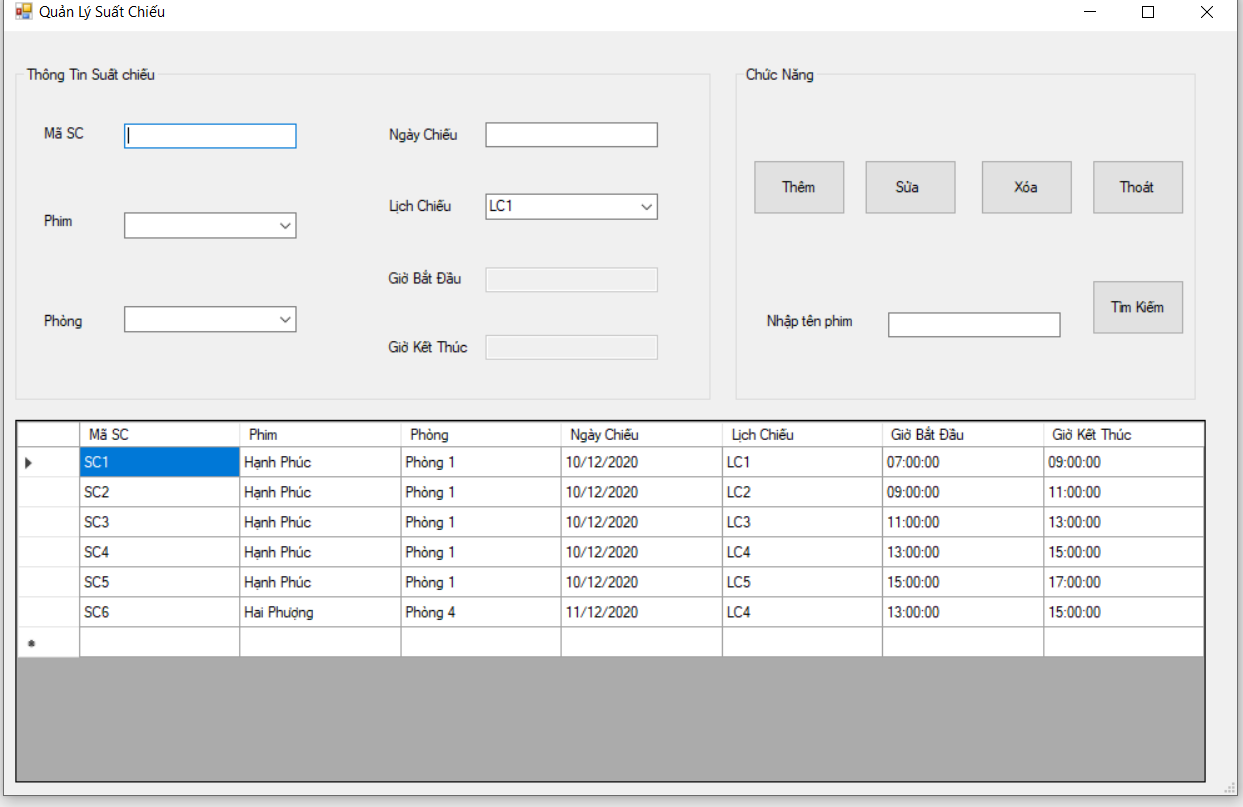 Quản Lý Suất Chiếu
Thông Tin Suất chiếu
Mã SC
Ngày Chiếu
Phim
Lịch Chiếu LC1
Giờ Bắt Đầu
Phòng
Giờ Kết Thúc
Chức Năng
Thêm Sửa Xóa Thoát
Nhập tên phim Tìm Kiếm
Mã SC Phim Phòng Ngày Chiếu Lịch Chiếu Giờ Bắt Đầu Giờ Kết Thúc
SC1 Hạnh Phúc Phòng 1 10/12/2020 LC1 07:00:00 09:00:00
SC2 Hạnh Phúc Phòng 1 10/12/2020 LC2 09:00:00 11:00:00
SC3 Hạnh Phúc Phòng 1 10/12/2020 LC3 11:00:00 13:00:00
SC4 Hạnh Phúc Phòng 1 10/12/2020 LC4 13:00:00 15:00:00
SC5 Hạnh Phúc Phòng 1 10/12/2020 LC5 15:00:00 17:00:00
SC6 Hai Phượng Phòng 4 11/12/2020 LC4 13:00:00 15:00:00